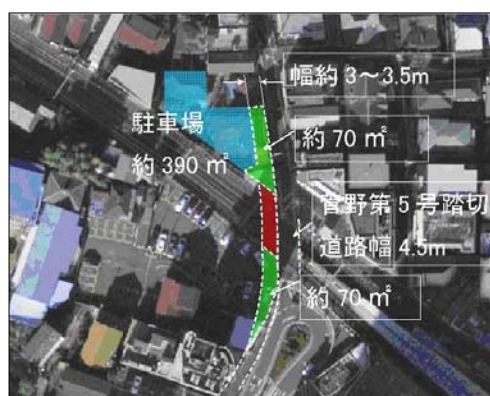 幅約 3～3.5m
駐車場
約 390 ㎡
約 70 ㎡
菅野第 5 号踏切
道路幅 4.5m
約 70 ㎡